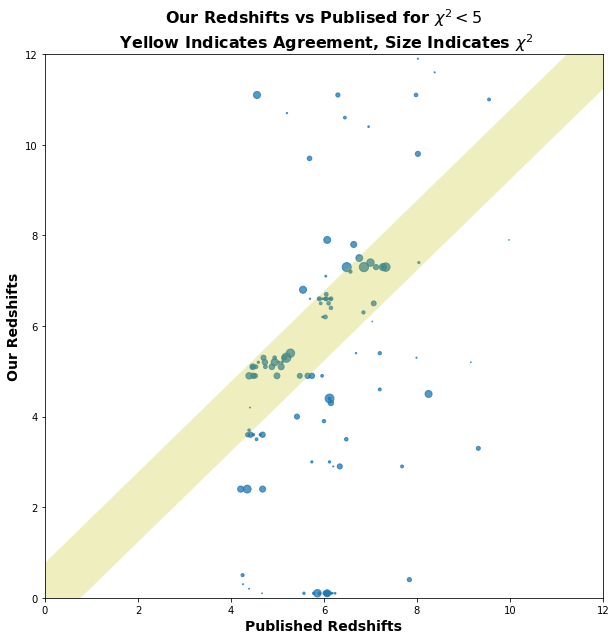 Our Redshifts vs Publised for χ² < 5
Yellow Indicates Agreement, Size Indicates χ²
12
10
8
6
4
2
0
Our Redshifts
0 2 4 6 8 10 12
Published Redshifts